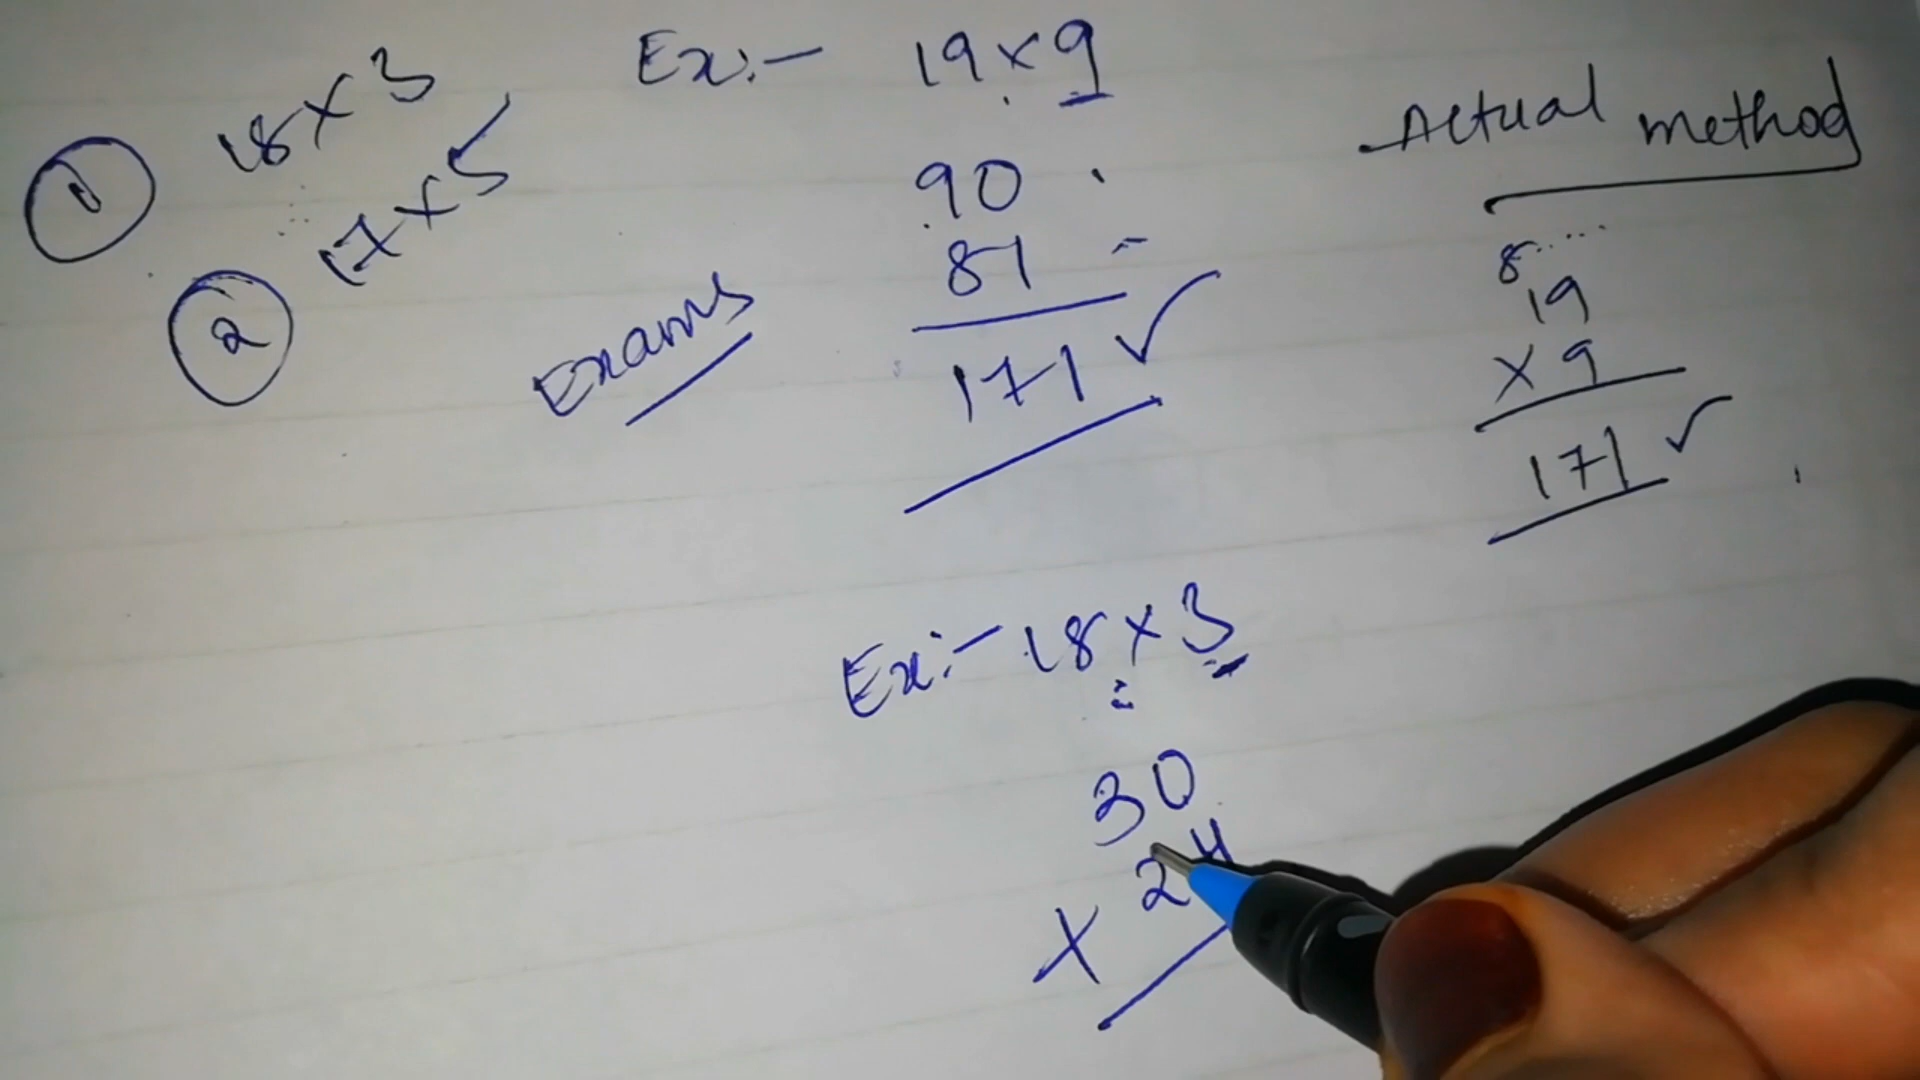 ① 18 × 3
② 17 × 5
Exams
Ex:- 19 × 9
90
81
171 ✓
Actual method
8
19
× 9
171 ✓
Ex:- 18 × 3
30
24
×